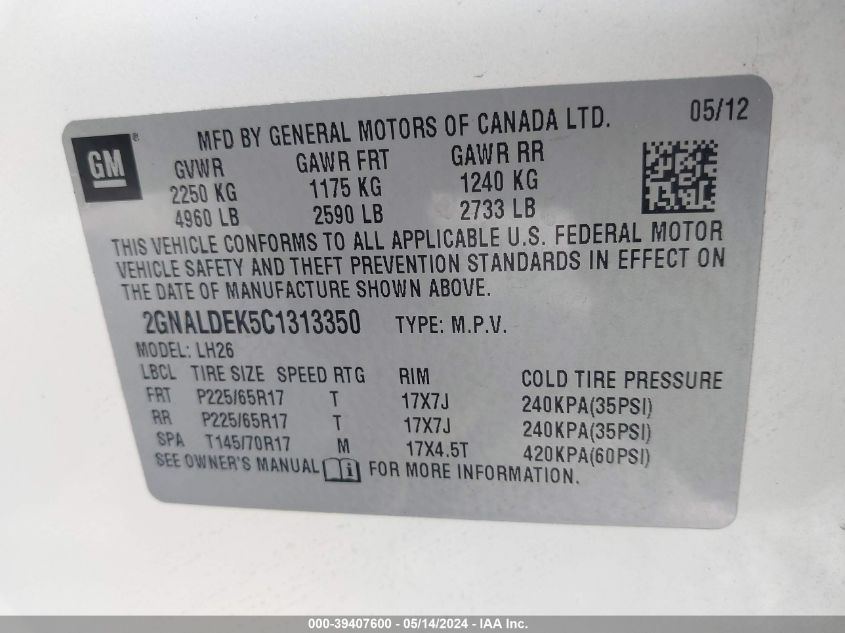 GM ®
MFD BY GENERAL MOTORS OF CANADA LTD. 05/12
GVWR GAWR FRT GAWR RR
2250 KG 1175 KG 1240 KG
4960 LB 2590 LB 2733 LB
THIS VEHICLE CONFORMS TO ALL APPLICABLE U.S. FEDERAL MOTOR
VEHICLE SAFETY AND THEFT PREVENTION STANDARDS IN EFFECT ON
THE DATE OF MANUFACTURE SHOWN ABOVE.
2GNALDEK5C1313350 TYPE: M.P.V.
MODEL: LH26
LBCL TIRE SIZE SPEED RTG RIM COLD TIRE PRESSURE
FRT P225/65R17 T 17X7J 240KPA(35PSI)
RR P225/65R17 T 17X7J 240KPA(35PSI)
SPA T145/70R17 M 17X4.5T 420KPA(60PSI)
SEE OWNER'S MANUAL FOR MORE INFORMATION.
000-39407600 - 05/14/2024 - IAA Inc.